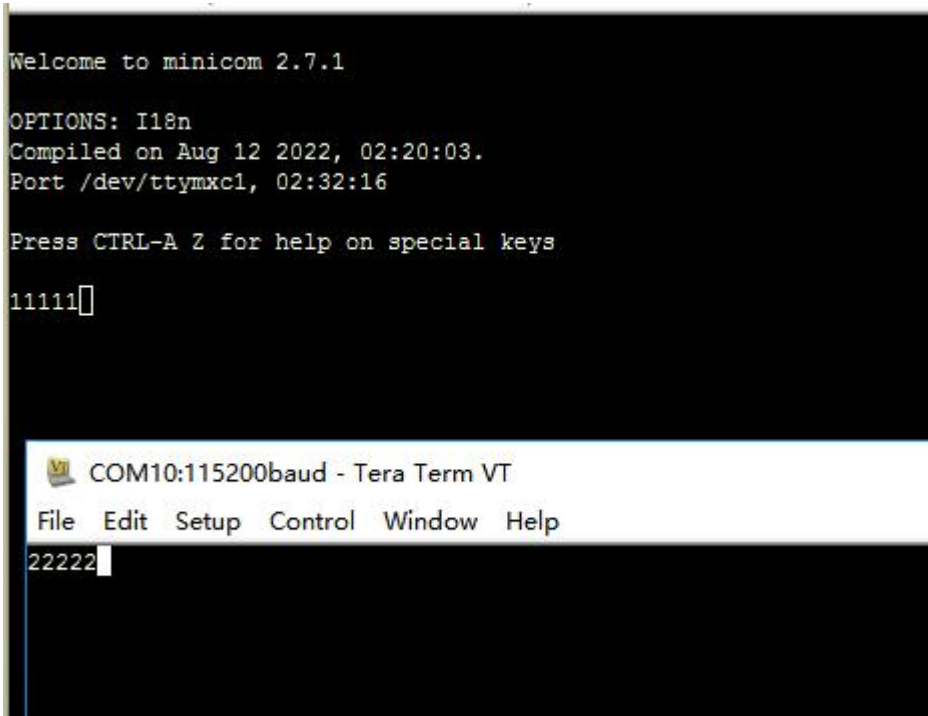 Welcome to minicom 2.7.1
OPTIONS: I18n
Compiled on Aug 12 2022, 02:20:03.
Port /dev/ttymxc1, 02:32:16
Press CTRL-A Z for help on special keys
11111
COM10:115200baud - Tera Term VT
File Edit Setup Control Window Help
22222